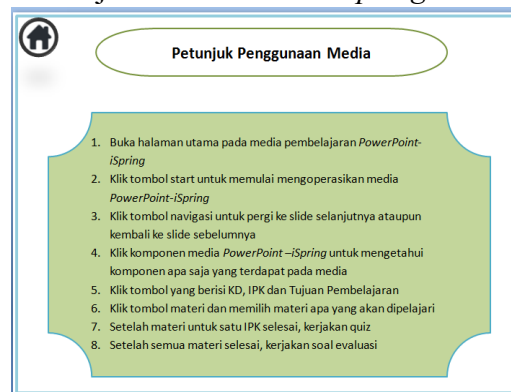 Petunjuk Penggunaan Media
1. Buka halaman utama pada media pembelajaran PowerPoint-
iSpring
2. Klik tombol start untuk memulai mengoperasikan media
PowerPoint-iSpring
3. Klik tombol navigasi untuk pergi ke slide selanjutnya ataupun
kembali ke slide sebelumnya
4. Klik komponen media PowerPoint –iSpring untuk mengetahui
komponen apa saja yang terdapat pada media
5. Klik tombol yang berisi KD, IPK dan Tujuan Pembelajaran
6. Klik tombol materi dan memilih materi apa yang akan dipelajari
7. Setelah materi untuk satu IPK selesai, kerjakan quiz
8. Setelah semua materi selesai, kerjakan soal evaluasi